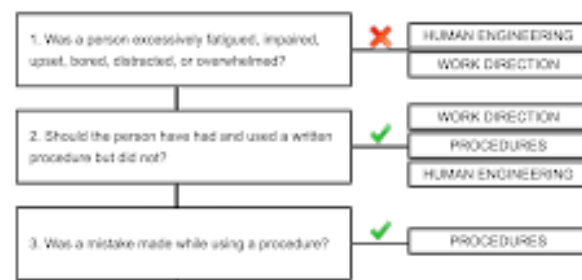 1. Was a person excessively fatigued, impaired,
upset, bored, distracted, or overwhelmed?
HUMAN ENGINEERING
WORK DIRECTION
2. Should the person have had and used a written
procedure but did not?
WORK DIRECTION
PROCEDURES
HUMAN ENGINEERING
3. Was a mistake made while using a procedure?
PROCEDURES